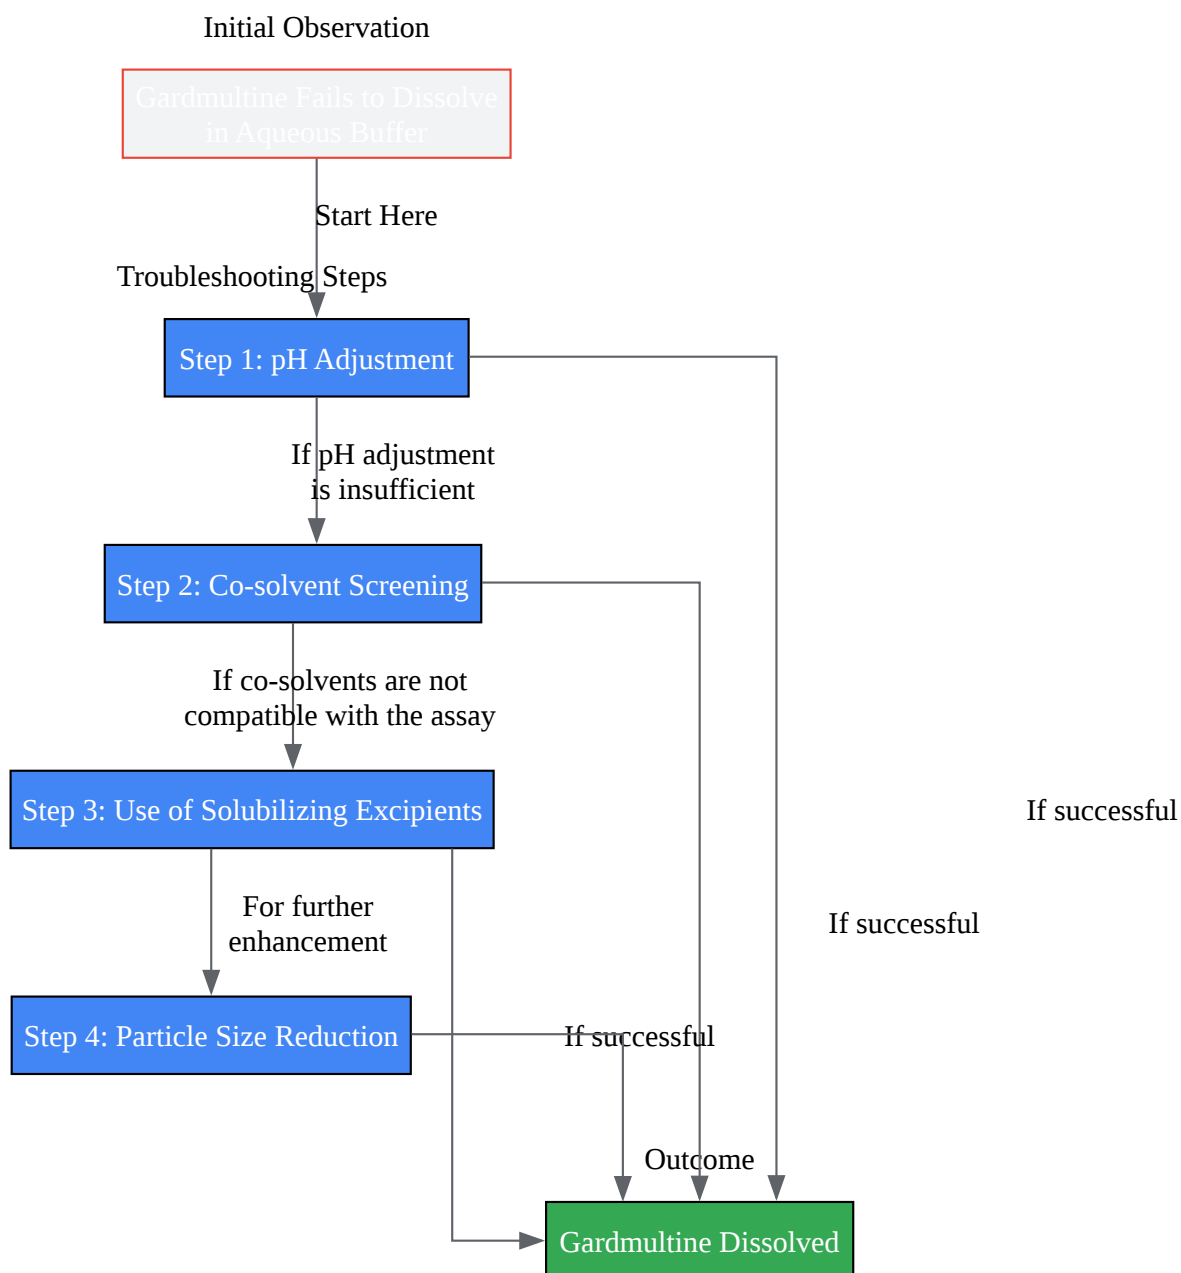 Initial Observation
Gardmultine Fails to Dissolve
in Aqueous Buffer
Start Here
Troubleshooting Steps
Step 1: pH Adjustment
If pH adjustment
is insufficient
Step 2: Co-solvent Screening
If co-solvents are not
compatible with the assay
Step 3: Use of Solubilizing Excipients
If successful
For further
enhancement
If successful
Step 4: Particle Size Reduction
If successful
Outcome
Gardmultine Dissolved